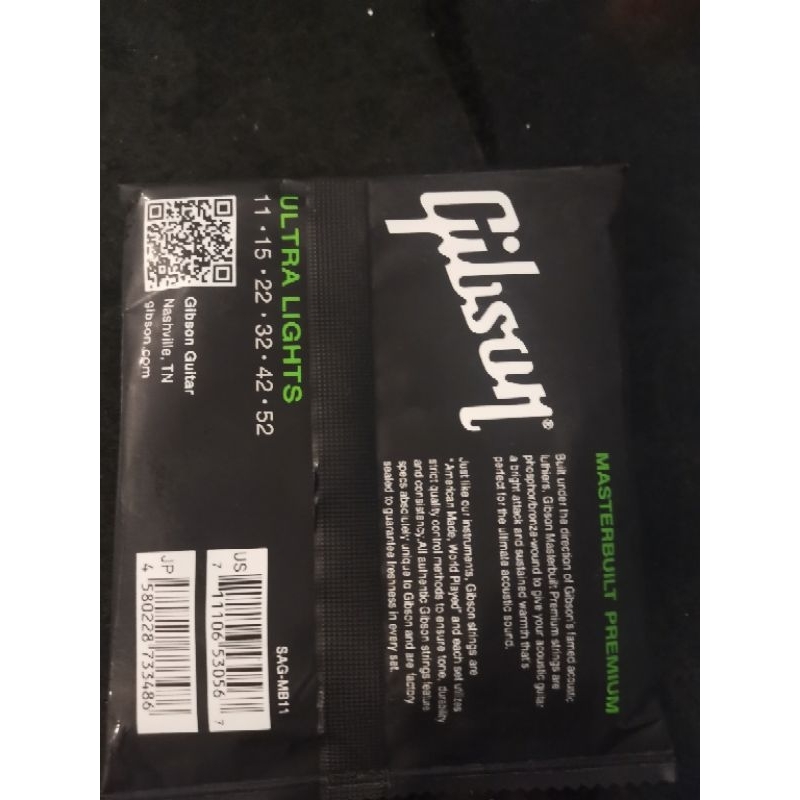 Gibson®
MASTERBUILT PREMIUM
Built under the direction of Gibson's famed acoustic
luthiers, Gibson Masterbuilt Premium strings are
phosphor/bronze-wound to give your acoustic guitar
a bright attack and sustained warmth that's
perfect for the ultimate acoustic sound.
Just like our instruments, Gibson strings are
"American Made, World Played" and each set utilizes
strict quality control methods to ensure tone, durability
and consistency. All authentic Gibson strings feature
specs absolutely unique to Gibson and are factory
sealed to guarantee freshness in every set.
ULTRA LIGHTS
11 • 15 • 22 • 32 • 42 • 52
Gibson Guitar
Nashville, TN
gibson.com
SAG-MB11
US
7 11106 53056 7
JP
4 580228 733486